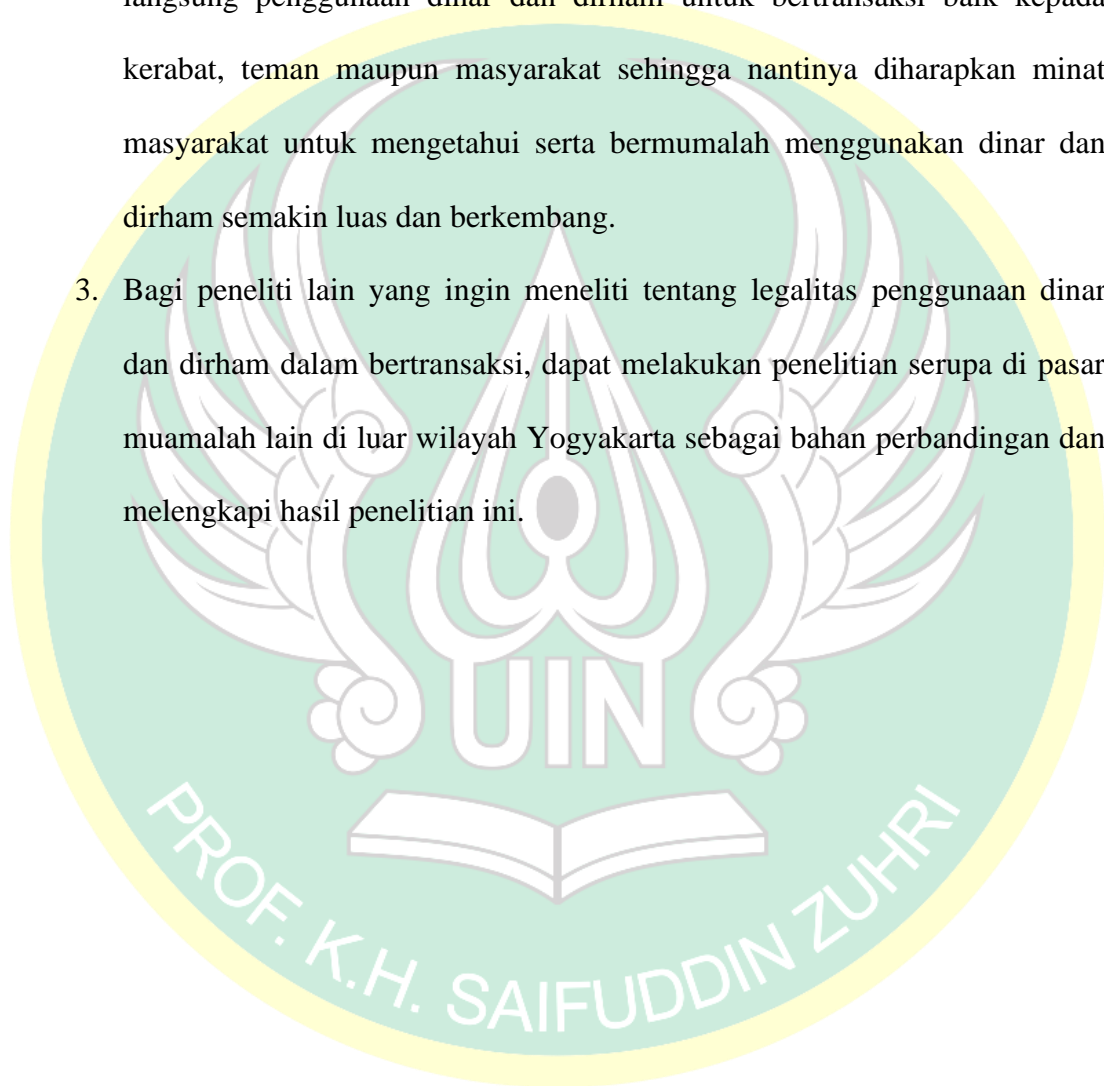 langsung penggunaan dinar dan dirham untuk bertransaksi baik kepada
kerabat, teman maupun masyarakat sehingga nantinya diharapkan minat
masyarakat untuk mengetahui serta bermumalah menggunakan dinar dan
dirham semakin luas dan berkembang.
3. Bagi peneliti lain yang ingin meneliti tentang legalitas penggunaan dinar
dan dirham dalam bertransaksi, dapat melakukan penelitian serupa di pasar
muamalah lain di luar wilayah Yogyakarta sebagai bahan perbandingan dan
melengkapi hasil penelitian ini.
UIN
PROF. K.H. SAIFUDDIN ZUHRI